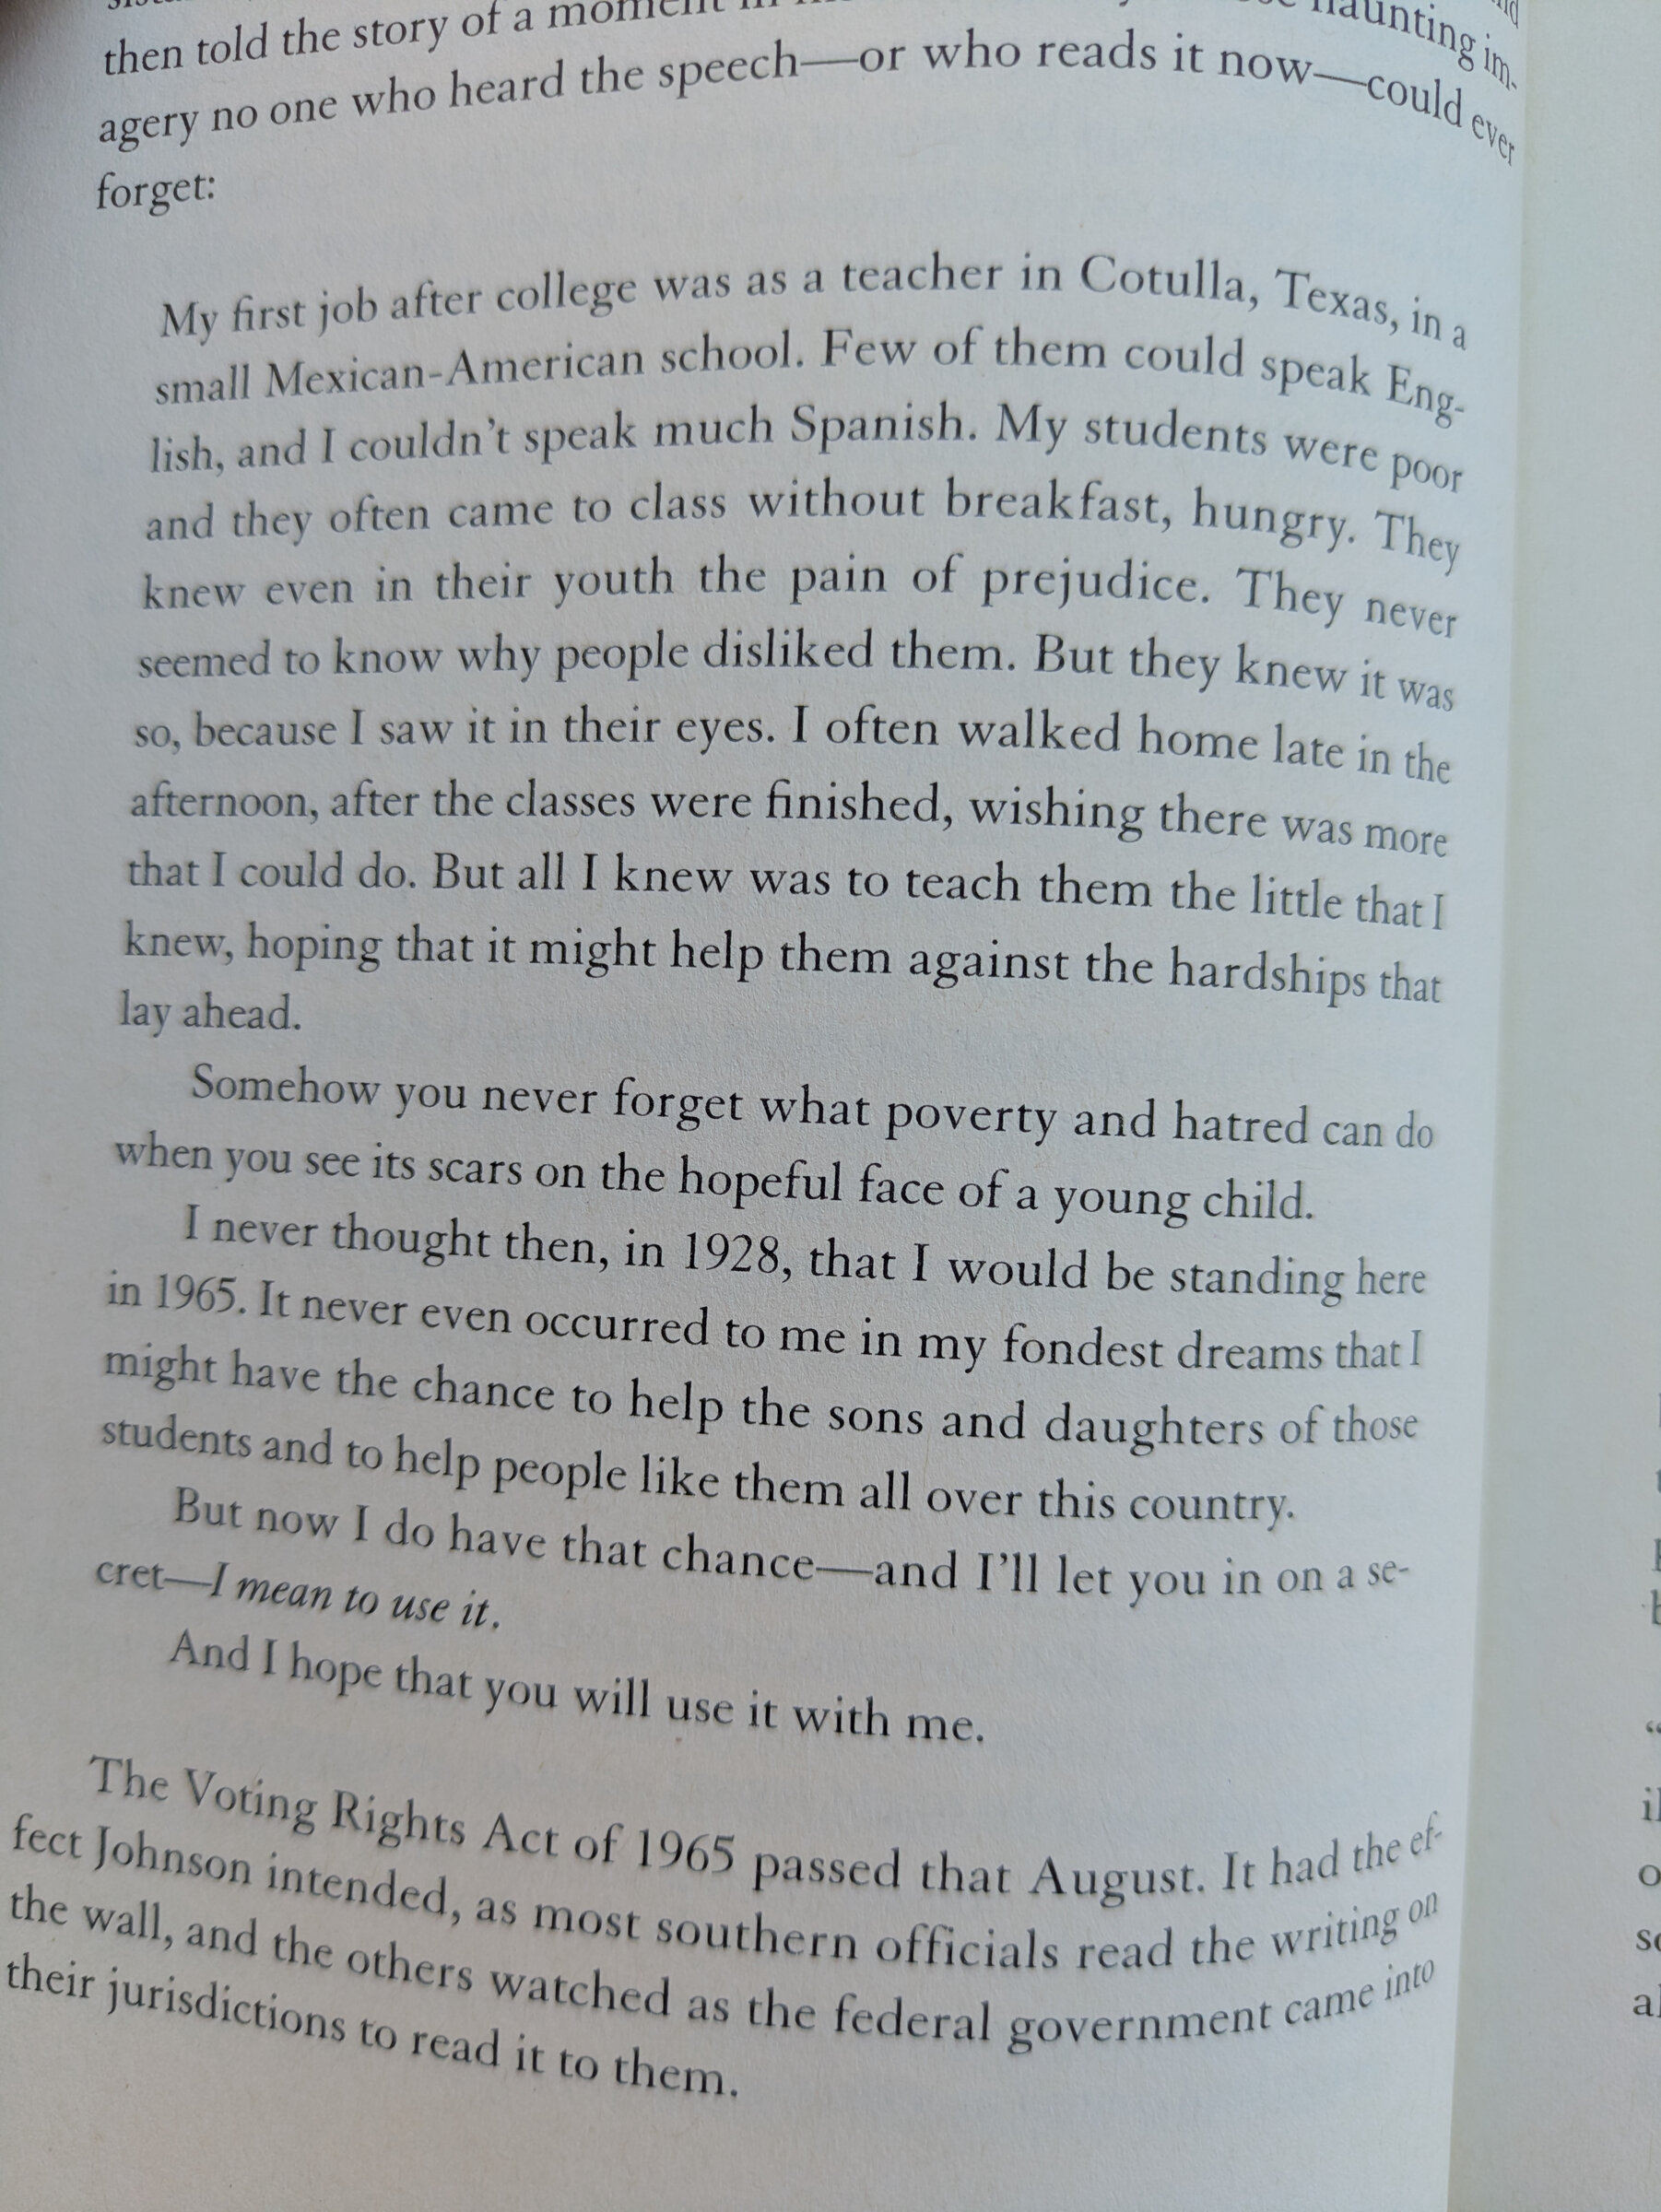 then told the story of a moment in
haunting im-
agery no one who heard the speech—or who reads it now—could ever
forget:
My first job after college was as a teacher in Cotulla, Texas, in a
small Mexican-American school. Few of them could speak Eng-
lish, and I couldn't speak much Spanish. My students were poor
and they often came to class without breakfast, hungry. They
knew even in their youth the pain of prejudice. They never
seemed to know why people disliked them. But they knew it was
so, because I saw it in their eyes. I often walked home late in the
afternoon, after the classes were finished, wishing there was more
that I could do. But all I knew was to teach them the little that I
knew, hoping that it might help them against the hardships that
lay ahead.
Somehow you never forget what poverty and hatred can do
when you see its scars on the hopeful face of a young child.
I never thought then, in 1928, that I would be standing here
in 1965. It never even occurred to me in my fondest dreams that I
might have the chance to help the sons and daughters of those
students and to help people like them all over this country.
But now I do have that chance—and I'll let you in on a se-
cret—I mean to use it.
And I hope that you will use it with me.
The Voting Rights Act of 1965 passed that August. It had the ef-
fect Johnson intended, as most southern officials read the writing on
the wall, and the others watched as the federal government came into
their jurisdictions to read it to them.